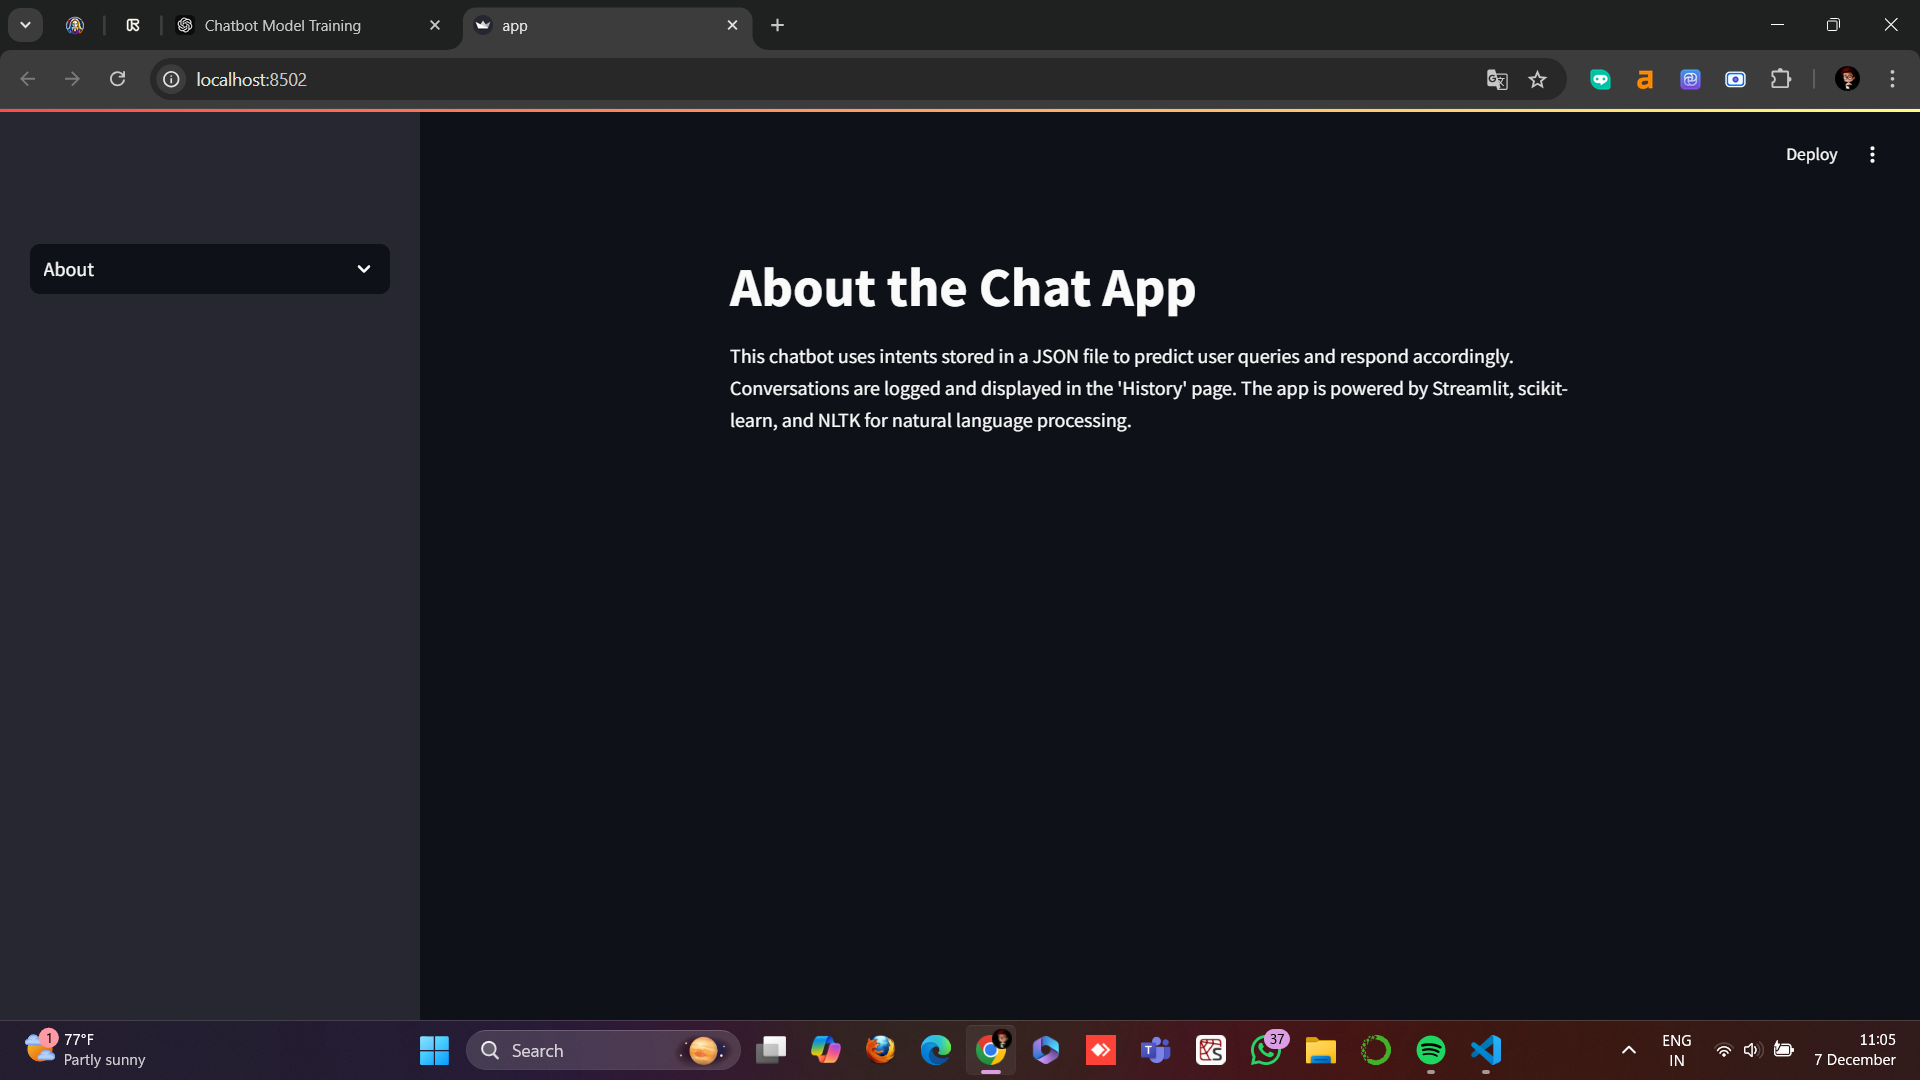 Chatbot Model Training
app
localhost:8502
Deploy
About
About the Chat App
This chatbot uses intents stored in a JSON file to predict user queries and respond accordingly.
Conversations are logged and displayed in the 'History' page. The app is powered by Streamlit, scikit-
learn, and NLTK for natural language processing.
1
77°F
Partly sunny
Search
37
ENG
IN
11:05
7 December